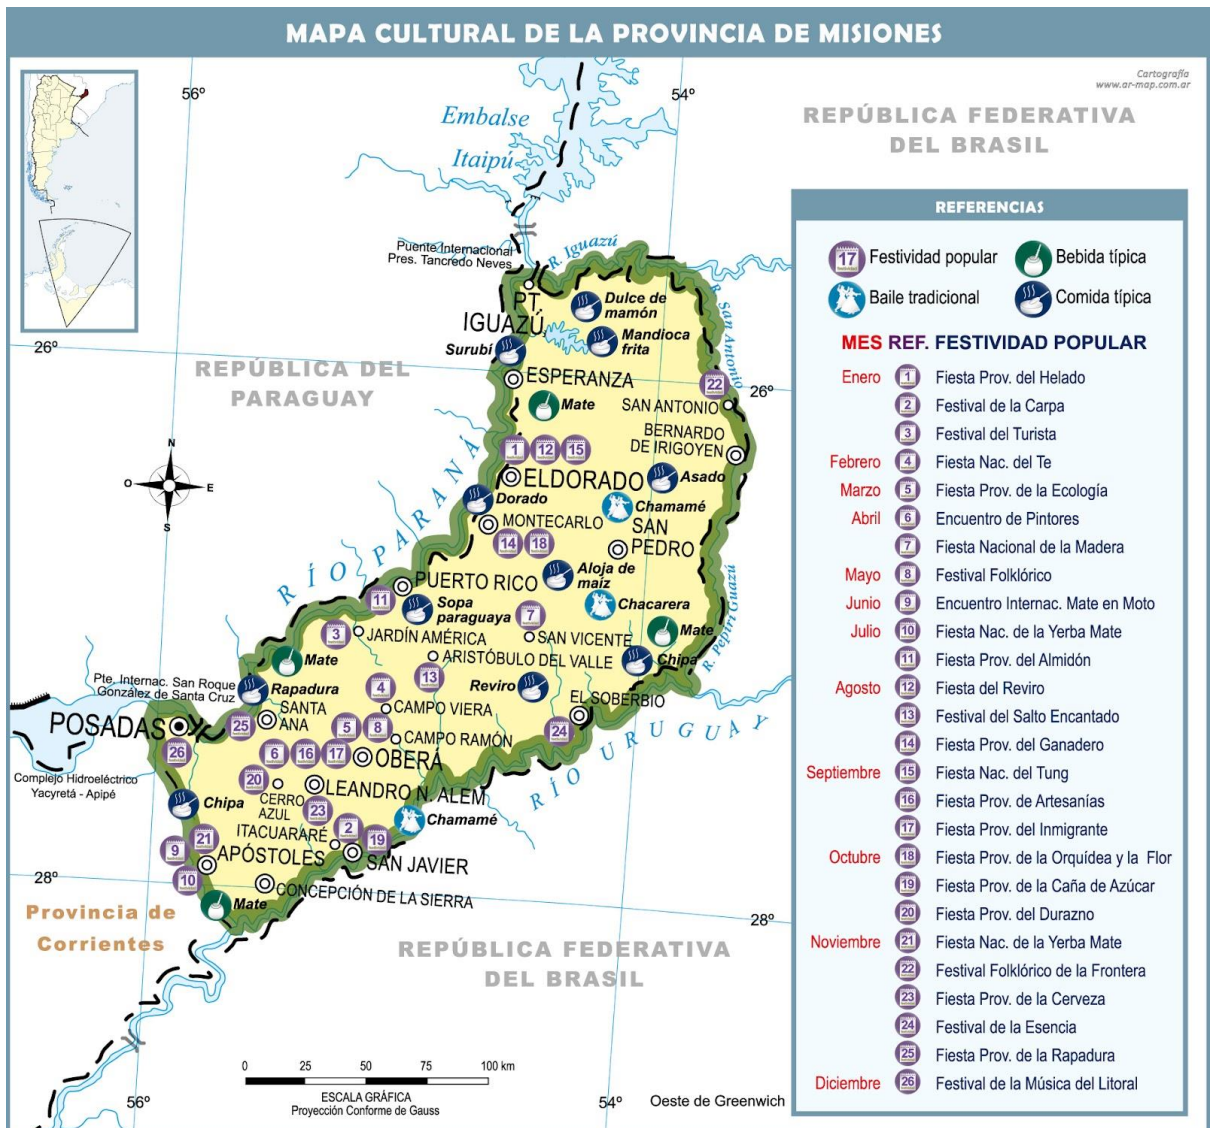 MAPA CULTURAL DE LA PROVINCIA DE MISIONES
Cartografía
www.ar-map.com.ar
56º
54º
Embalse
Itaipú
REPÚBLICA FEDERATIVA
DEL BRASIL
Puente Internacional
Pres. Tancredo Neves
R. Iguazú
PT.
IGUAZÚ
Dulce de
mamón
Mandioca
frita
R. San Antonio
Surubí
26º
26º
REPÚBLICA DEL
PARAGUAY
ESPERANZA
22
SAN ANTONIO
Mate
BERNARDO
DE IRIGOYEN
1
12
15
N
O
E
S
ELDORADO
Asado
Dorado
Chamamé
MONTECARLO
SAN
PEDRO
14
18
RÍO PARANÁ
Aloja de
maíz
PUERTO RICO
11
Sopa
paraguaya
Chacarera
7
3
JARDÍN AMÉRICA
SAN VICENTE
Mate
R. Pepirí Guazú
Mate
ARISTÓBULO DEL VALLE
Chipa
Pte. Internac. San Roque
González de Santa Cruz
Rapadura
4
13
Reviro
EL SOBERBIO
POSADAS
SANTA
ANA
25
CAMPO VIERA
5
8
24
26
6
16
17
CAMPO RAMÓN
OBERÁ
RÍO URUGUAY
Complejo Hidroeléctrico
Yacyretá - Apipé
20
LEANDRO N. ALEM
Chipa
CERRO
AZUL
23
Chamamé
ITACUARARÉ
2
19
21
9
APÓSTOLES
SAN JAVIER
10
28º
CONCEPCIÓN DE LA SIERRA
Mate
28º
Provincia de
Corrientes
REPÚBLICA FEDERATIVA
DEL BRASIL
0 25 50 75 100 km
ESCALA GRÁFICA
Proyección Conforme de Gauss
56º
54º
Oeste de Greenwich
REFERENCIAS
17 Festividad popular
Bebida típica
Baile tradicional
Comida típica
MES REF. FESTIVIDAD POPULAR
Enero 1 Fiesta Prov. del Helado
2 Festival de la Carpa
3 Festival del Turista
Febrero 4 Fiesta Nac. del Te
Marzo 5 Fiesta Prov. de la Ecología
Abril 6 Encuentro de Pintores
7 Fiesta Nacional de la Madera
Mayo 8 Festival Folklórico
Junio 9 Encuentro Internac. Mate en Moto
Julio 10 Fiesta Nac. de la Yerba Mate
11 Fiesta Prov. del Almidón
Agosto 12 Fiesta del Reviro
13 Festival del Salto Encantado
14 Fiesta Prov. del Ganadero
Septiembre 15 Fiesta Nac. del Tung
16 Fiesta Prov. de Artesanías
17 Fiesta Prov. del Inmigrante
Octubre 18 Fiesta Prov. de la Orquídea y la Flor
19 Fiesta Prov. de la Caña de Azúcar
20 Fiesta Prov. del Durazno
Noviembre 21 Fiesta Nac. de la Yerba Mate
22 Festival Folklórico de la Frontera
23 Fiesta Prov. de la Cerveza
24 Festival de la Esencia
25 Fiesta Prov. de la Rapadura
Diciembre 26 Festival de la Música del Litoral